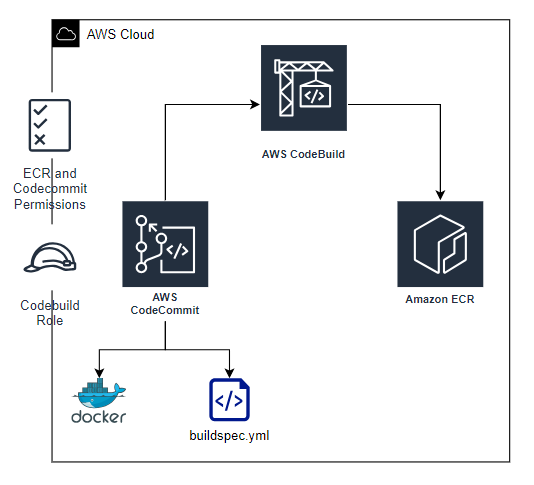 AWS Cloud
AWS CodeBuild
ECR and
Codecommit
Permissions
AWS
CodeCommit
Amazon ECR
Codebuild
Role
docker
buildspec.yml